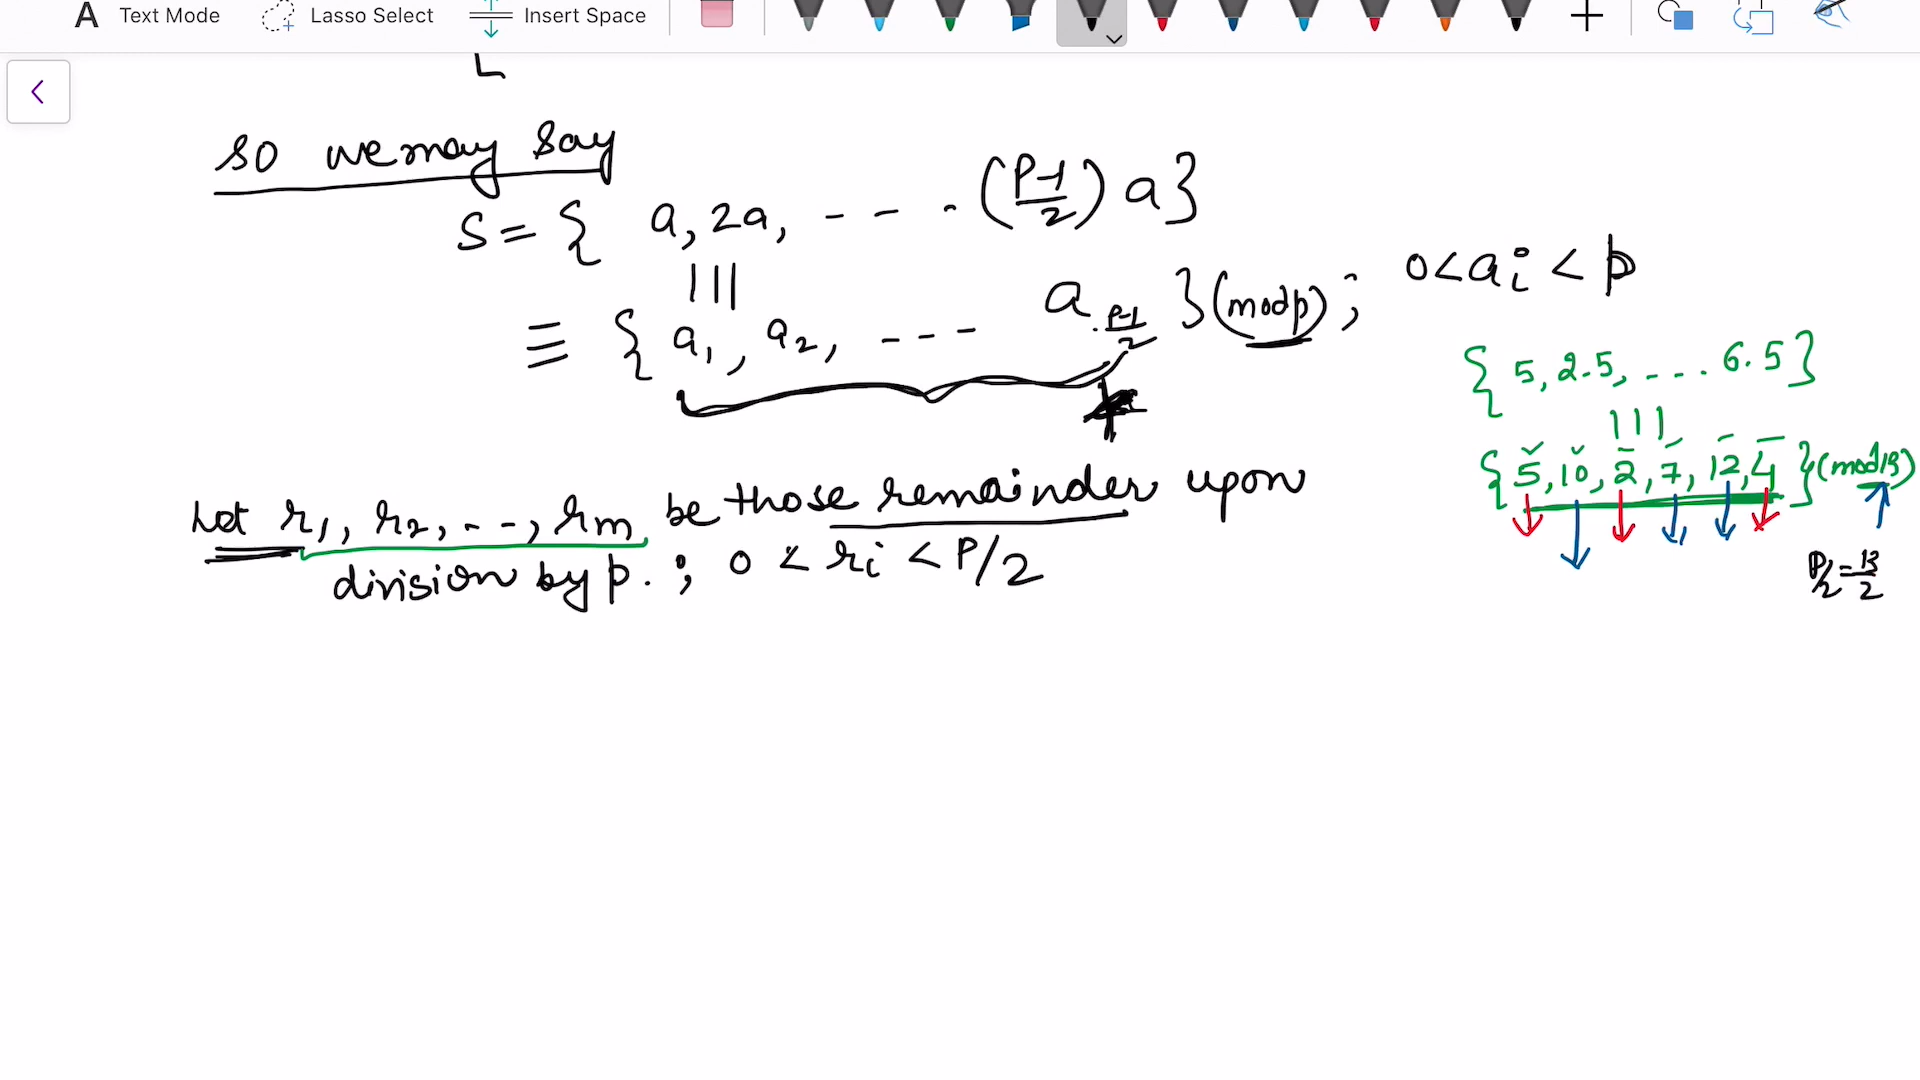 A Text Mode Lasso Select Insert Space
so we may say
S = { a, 2a, - - - . (P-1/2) a}
|||
≡ { a₁, a₂, - - - a P-1/2 } (mod p) ; 0 < aᵢ < p
{ 5, 2.5, - - . . 6.5 }
|||
{ 5, 10, 2, 7, 12, 4 } (mod 13)
Let r₁, r₂, - - -, rₘ be those remainder upon
division by p. ; 0 < rᵢ < P/2
P/2 = 13/2